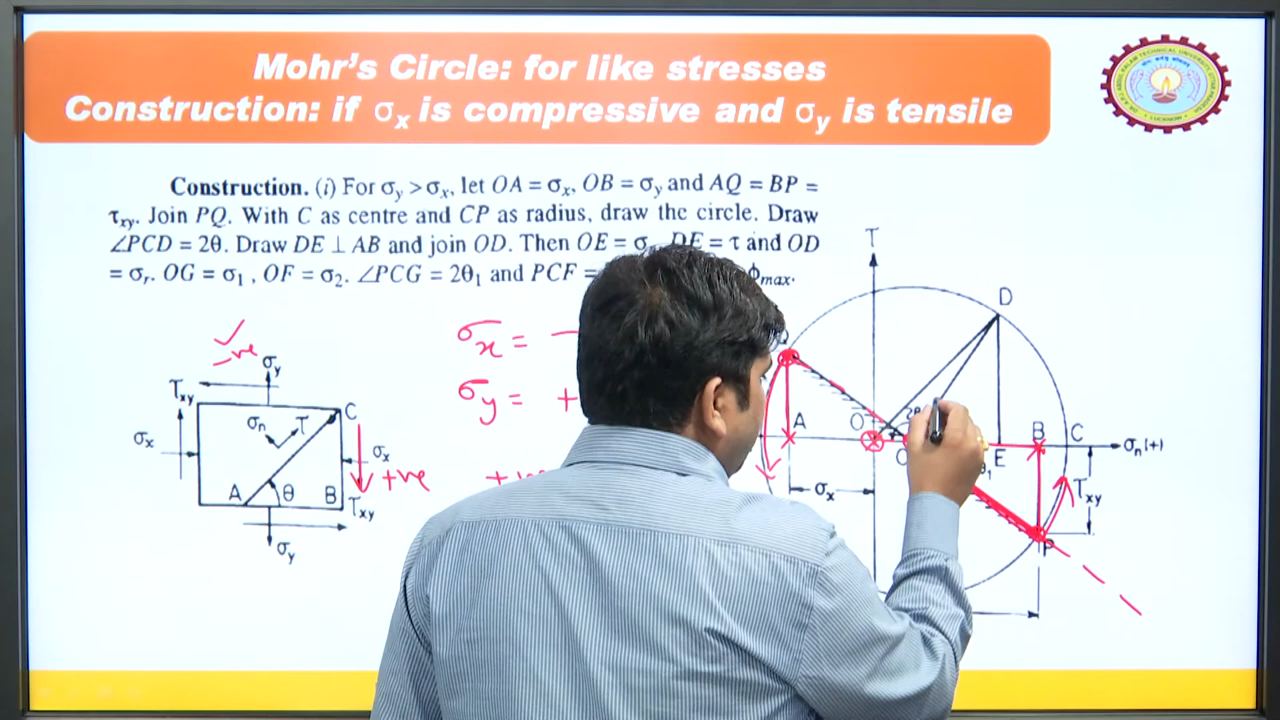 Mohr's Circle: for like stresses
Construction: if σx is compressive and σy is tensile
Construction. (i) For σy > σx, let OA = σx, OB = σy and AQ = BP =
τxy. Join PQ. With C as centre and CP as radius, draw the circle. Draw
∠PCD = 2θ. Draw DE ⊥ AB and join OD. Then OE = DE = τ and OD
= σr. OG = σ1, OF = σ2. ∠PCG = 2θ1 and PCF = ϕmax.
-ve
σy
τxy
C
σn
τ
σx
σx
+ve
A
θ
B
τxy
σy
σx = -
σy = +
τ
D
Q
A
O
2θ
B
C
σn(+)
E
σx
τxy
P